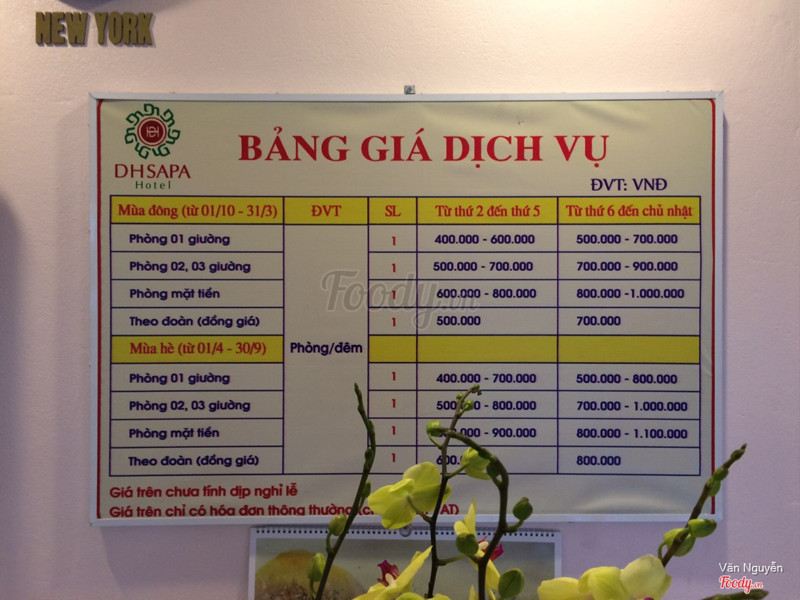 NEW YORK
DHSAPA
Hotel
BẢNG GIÁ DỊCH VỤ
ĐVT: VNĐ
Mùa đông (từ 01/10 - 31/3) ĐVT SL Từ thứ 2 đến thứ 5 Từ thứ 6 đến chủ nhật
Phòng 01 giường 1 400.000 - 600.000 500.000 - 700.000
Phòng 02, 03 giường 1 500.000 - 700.000 700.000 - 900.000
Phòng mặt tiền 1 600.000 - 800.000 800.000 -1.000.000
Theo đoàn (đồng giá) 1 500.000 700.000
Mùa hè (từ 01/4 - 30/9) Phòng/đêm
Phòng 01 giường 1 400.000 - 700.000 500.000 - 800.000
Phòng 02, 03 giường 1 - 800.000 700.000 - 1.000.000
Phòng mặt tiền 1 - 900.000 800.000 - 1.100.000
Theo đoàn (đồng giá) 1 800.000
Giá trên chưa tính dịp nghỉ lễ
Giá trên chỉ có hóa đơn thông thường
Foody.vn
Văn Nguyễn
Foody.vn